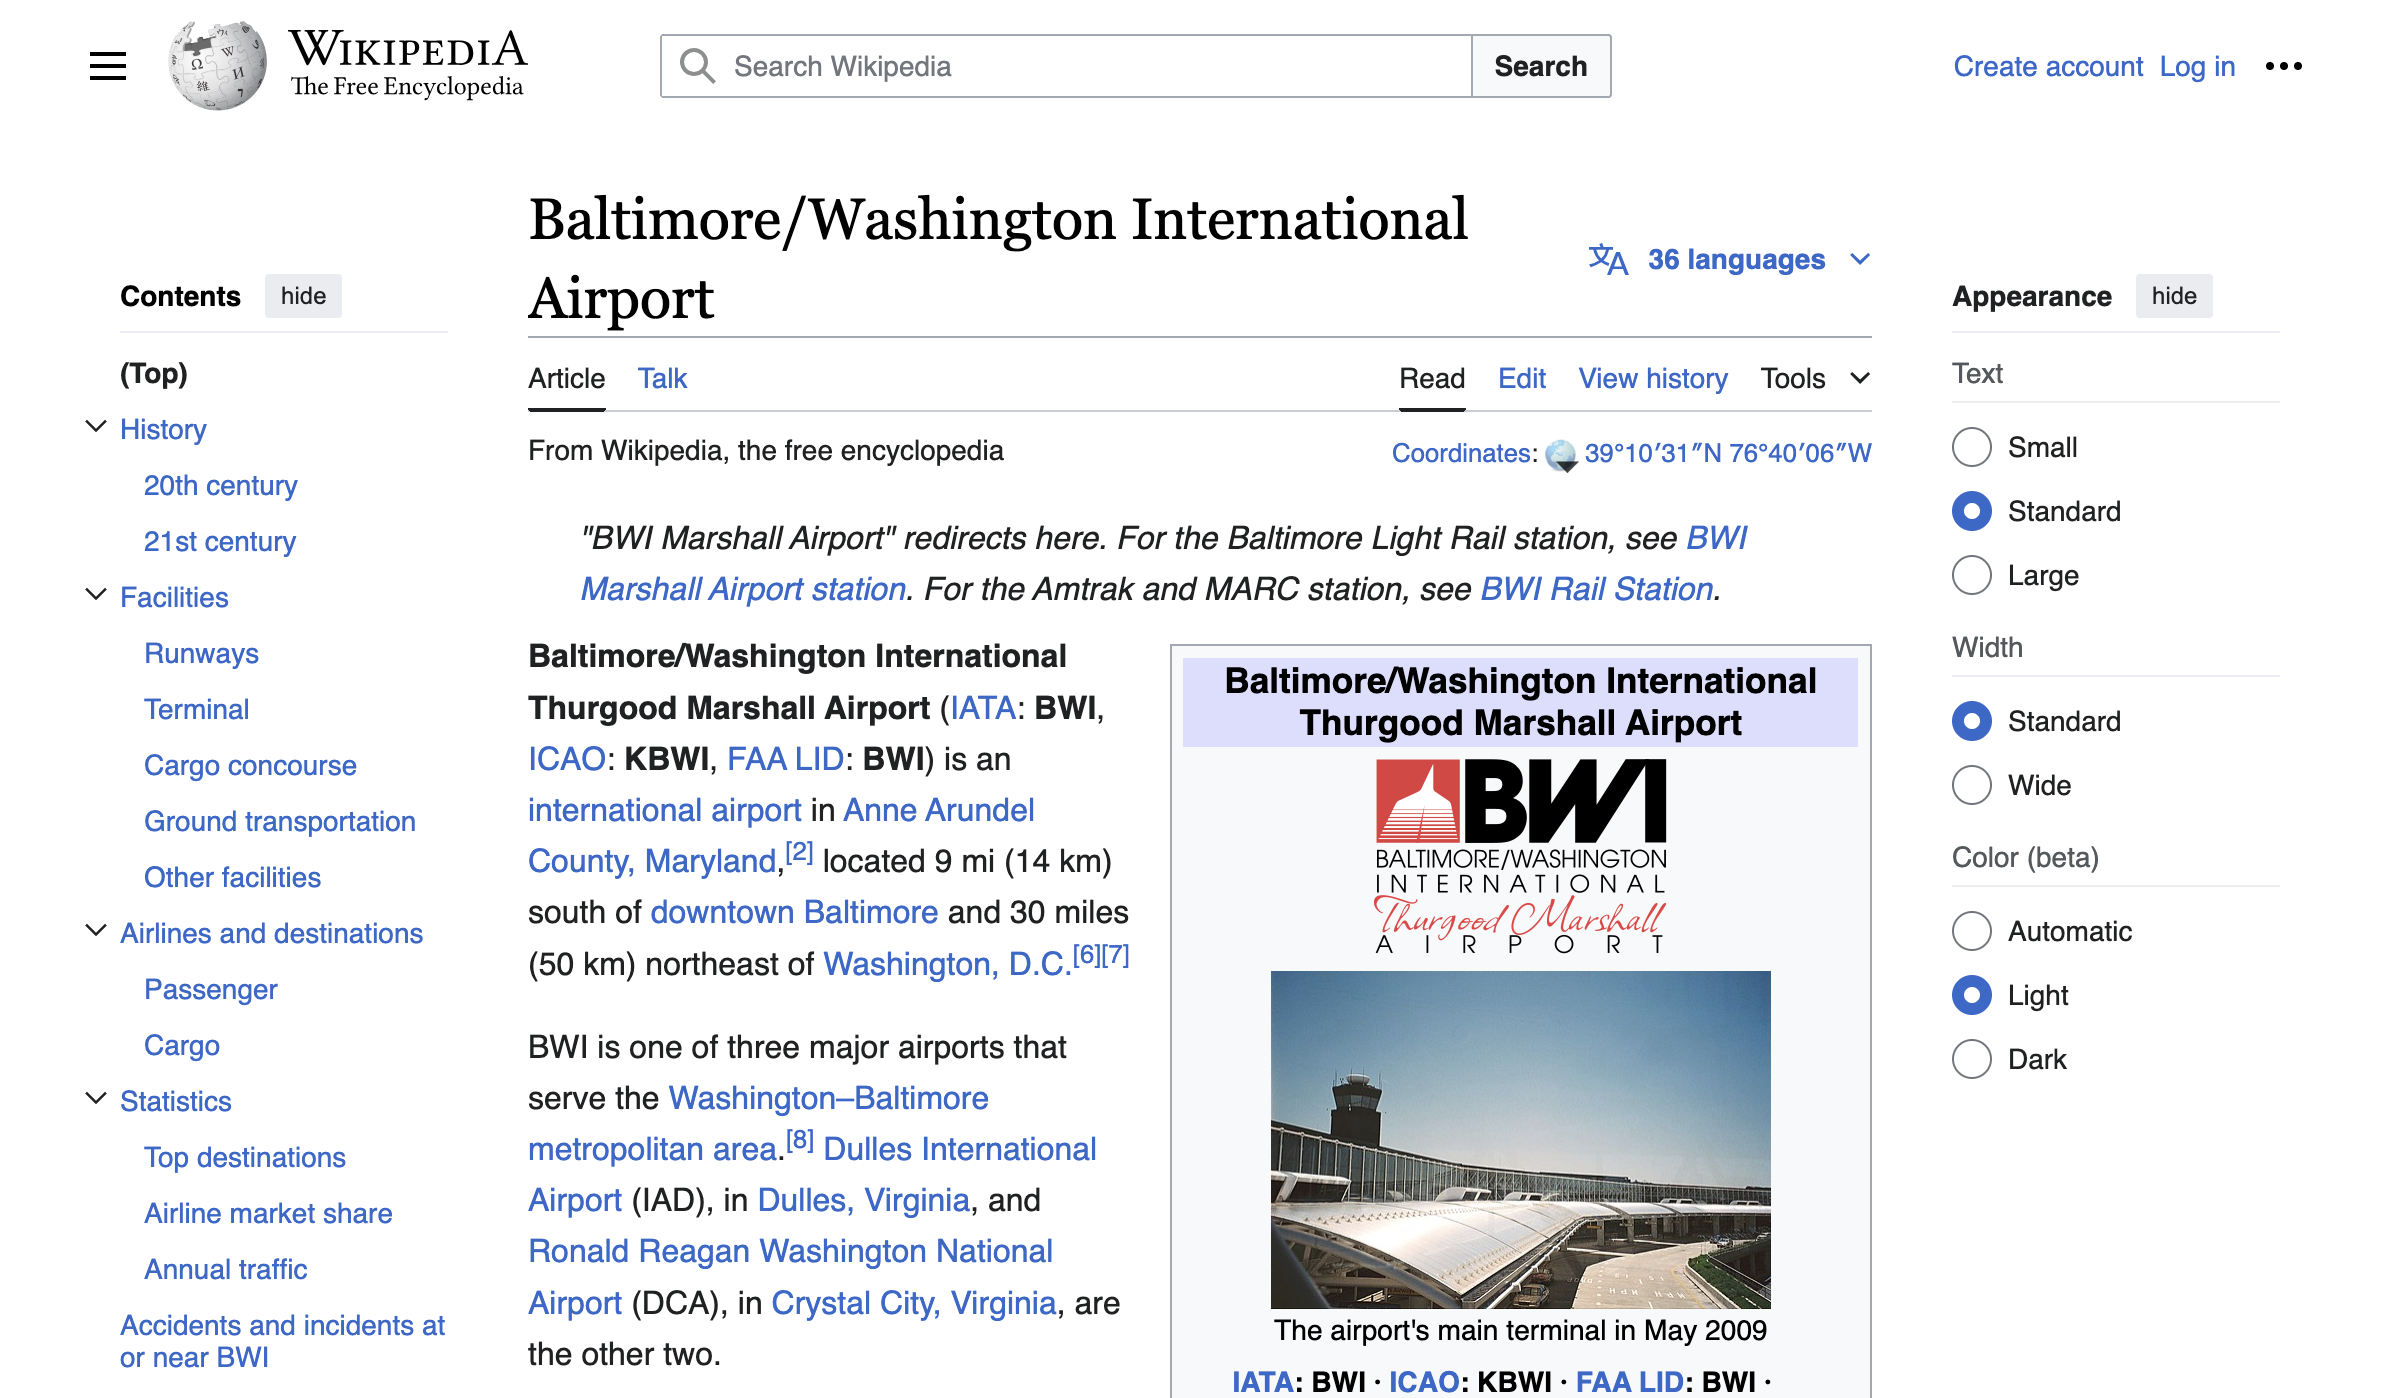 WIKIPEDIA
The Free Encyclopedia
Search Wikipedia
Search
Create account Log in
Contents hide
(Top)
History
20th century
21st century
Facilities
Runways
Terminal
Cargo concourse
Ground transportation
Other facilities
Airlines and destinations
Passenger
Cargo
Statistics
Top destinations
Airline market share
Annual traffic
Accidents and incidents at
or near BWI
Baltimore/Washington International
Airport
36 languages
Article Talk
Read Edit View history Tools
From Wikipedia, the free encyclopedia
Coordinates: 39°10′31″N 76°40′06″W
"BWI Marshall Airport" redirects here. For the Baltimore Light Rail station, see BWI
Marshall Airport station. For the Amtrak and MARC station, see BWI Rail Station.
Baltimore/Washington International
Thurgood Marshall Airport (IATA: BWI,
ICAO: KBWI, FAA LID: BWI) is an
international airport in Anne Arundel
County, Maryland,[2] located 9 mi (14 km)
south of downtown Baltimore and 30 miles
(50 km) northeast of Washington, D.C.[6][7]
BWI is one of three major airports that
serve the Washington–Baltimore
metropolitan area.[8] Dulles International
Airport (IAD), in Dulles, Virginia, and
Ronald Reagan Washington National
Airport (DCA), in Crystal City, Virginia, are
the other two.
Baltimore/Washington International
Thurgood Marshall Airport
BWI
BALTIMORE/WASHINGTON
INTERNATIONAL
Thurgood Marshall
AIRPORT
The airport's main terminal in May 2009
IATA: BWI · ICAO: KBWI · FAA LID: BWI ·
Appearance hide
Text
Small
Standard
Large
Width
Standard
Wide
Color (beta)
Automatic
Light
Dark